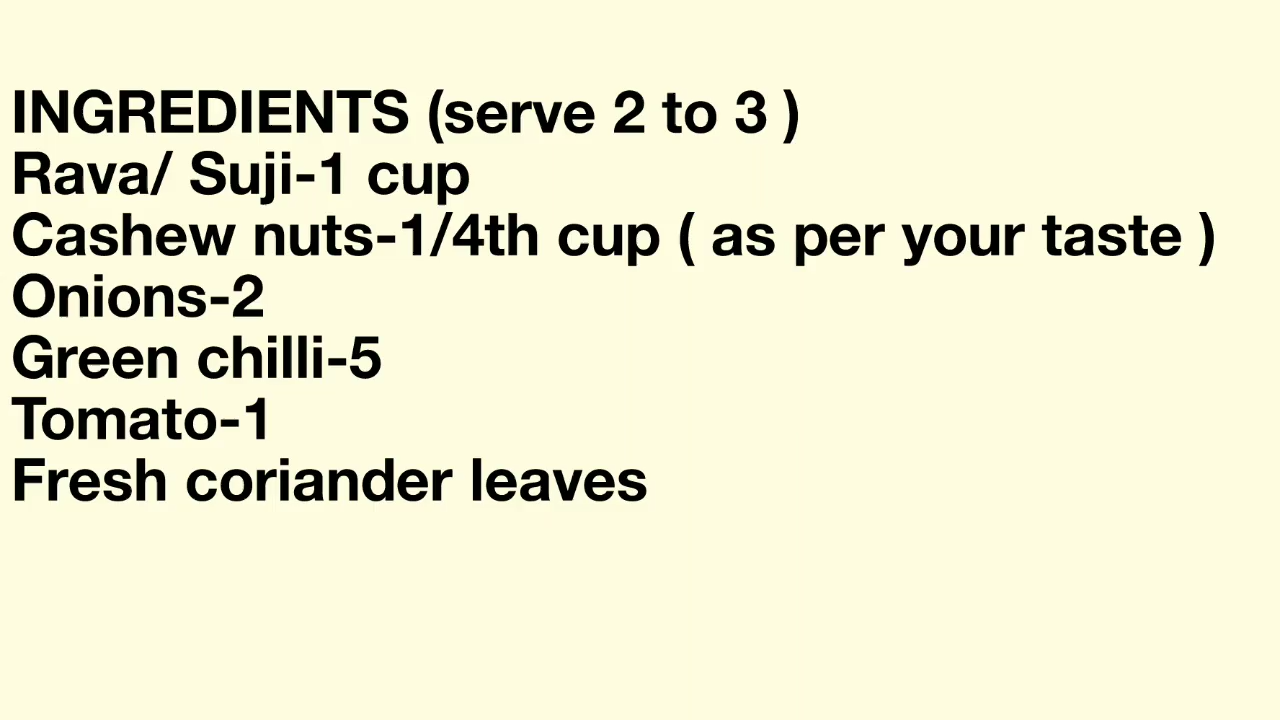 INGREDIENTS (serve 2 to 3 )
Rava/ Suji-1 cup
Cashew nuts-1/4th cup ( as per your taste )
Onions-2
Green chilli-5
Tomato-1
Fresh coriander leaves